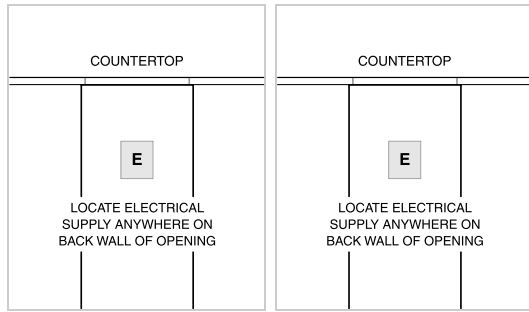 COUNTERTOP
E
LOCATE ELECTRICAL
SUPPLY ANYWHERE ON
BACK WALL OF OPENING
COUNTERTOP
E
LOCATE ELECTRICAL
SUPPLY ANYWHERE ON
BACK WALL OF OPENING